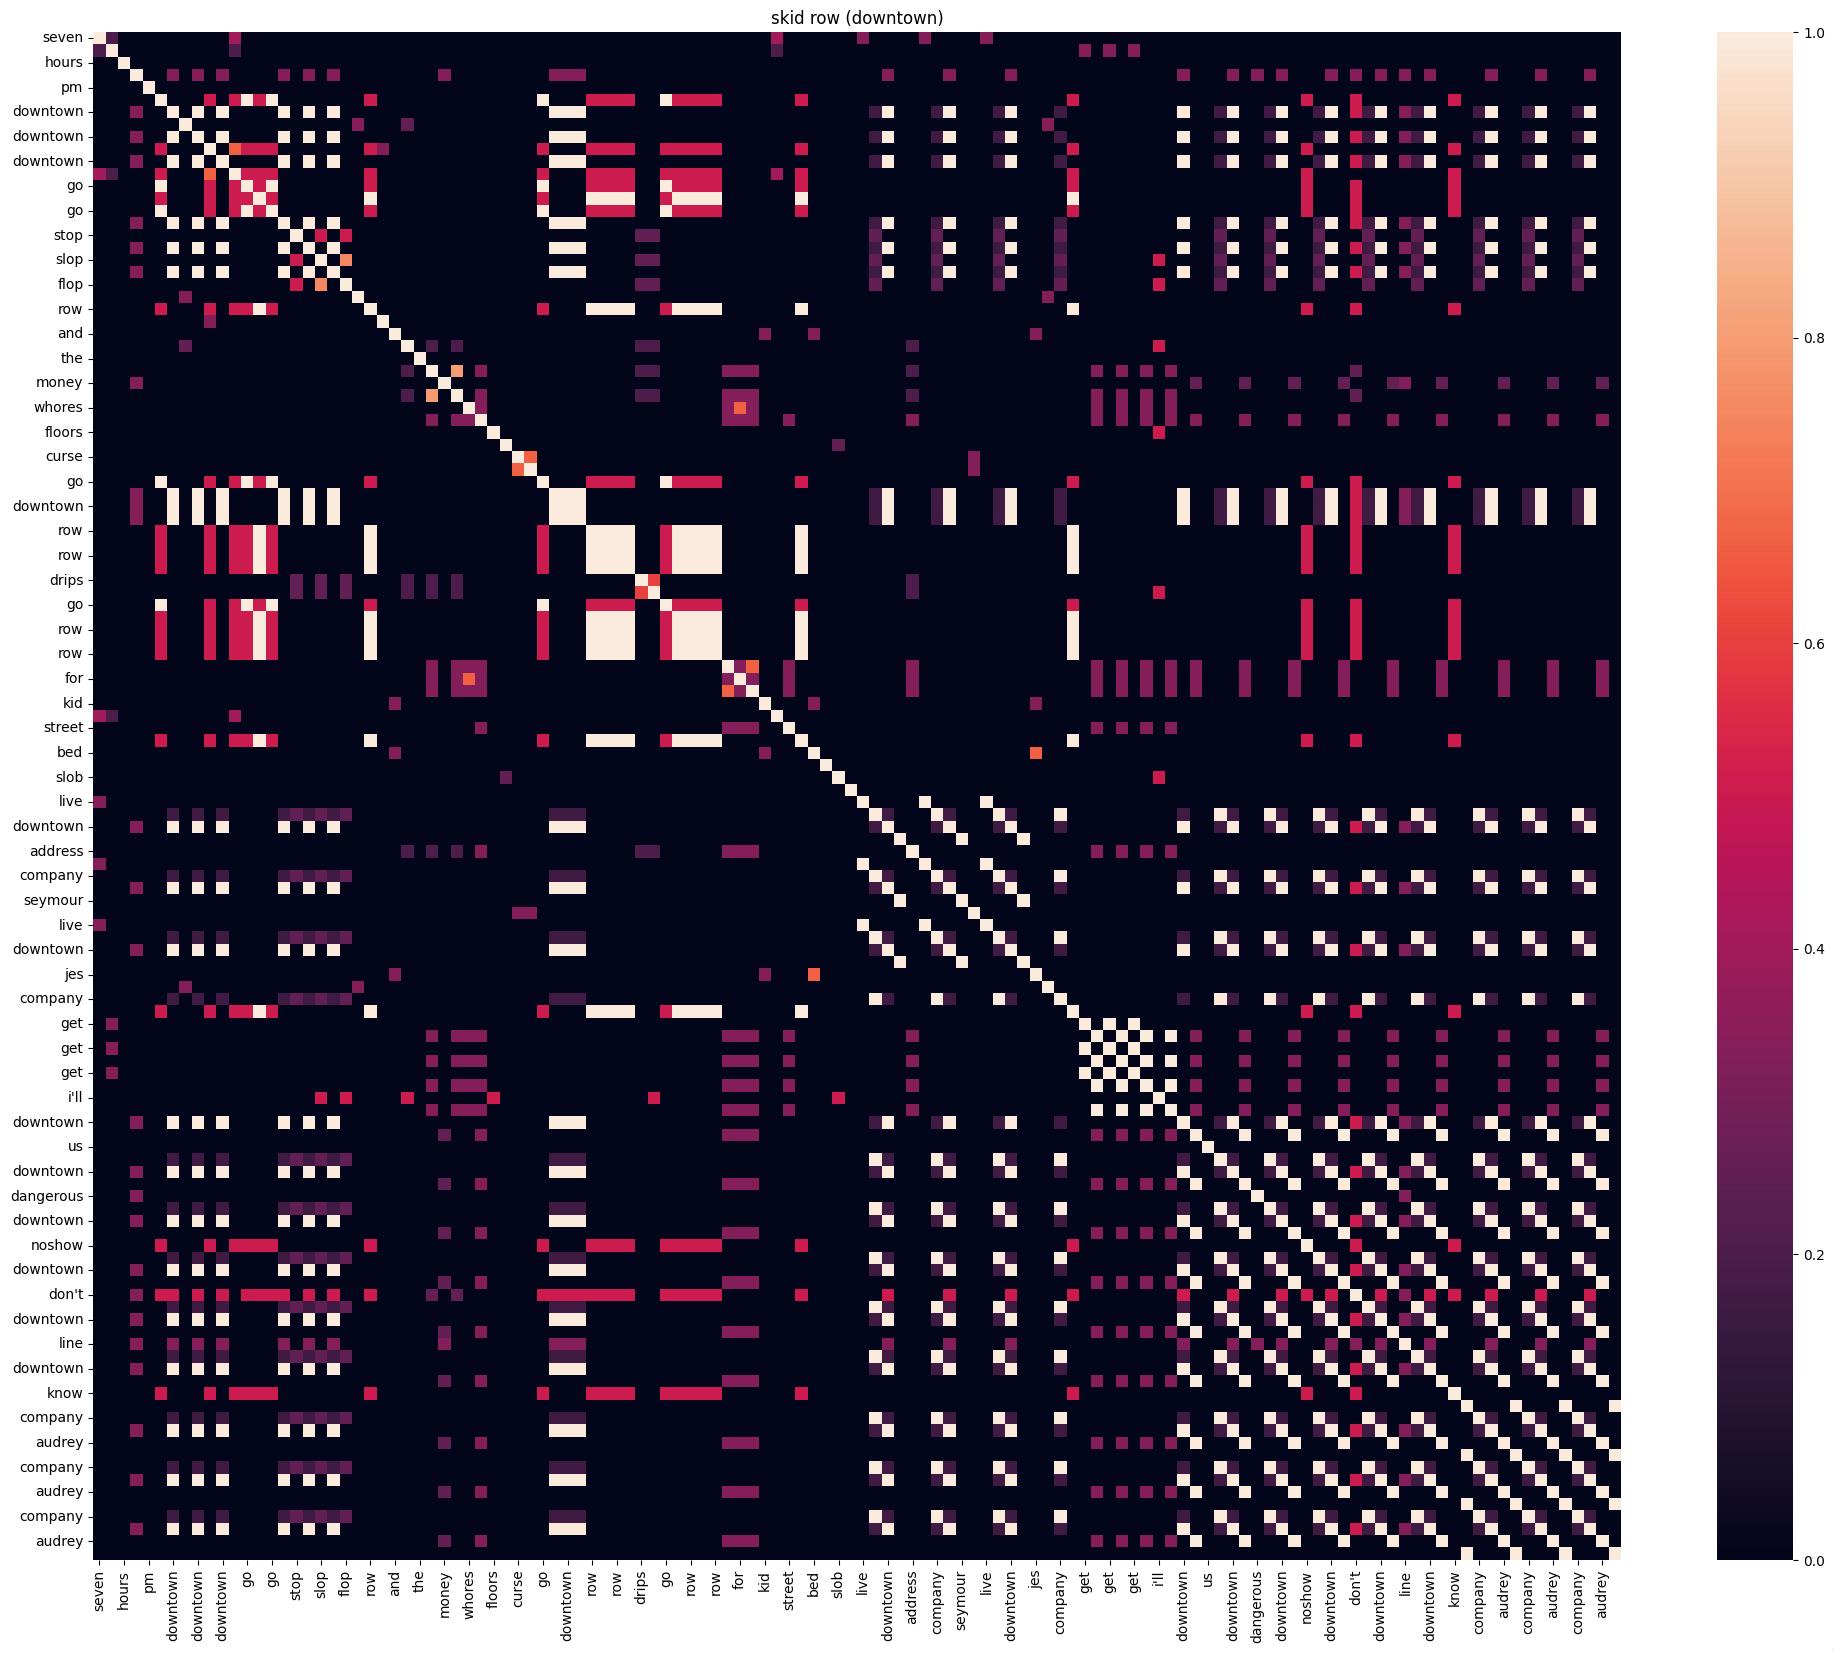 skid row (downtown)
seven
hours
pm
downtown
downtown
downtown
go
go
stop
slop
flop
row
and
the
money
whores
floors
curse
go
downtown
row
row
drips
go
row
row
for
kid
street
bed
slob
live
downtown
address
company
seymour
live
downtown
jes
company
get
get
get
i'll
downtown
us
downtown
dangerous
downtown
noshow
downtown
don't
downtown
line
downtown
know
company
audrey
company
audrey
company
audrey
seven
hours
pm
downtown
downtown
downtown
go
go
stop
slop
flop
row
and
the
money
whores
floors
curse
go
downtown
row
row
drips
go
row
row
for
kid
street
bed
slob
live
downtown
address
company
seymour
live
downtown
jes
company
get
get
get
i'll
downtown
us
downtown
dangerous
downtown
noshow
downtown
don't
downtown
line
downtown
know
company
audrey
company
audrey
company
audrey
1.0
0.8
0.6
0.4
0.2
0.0